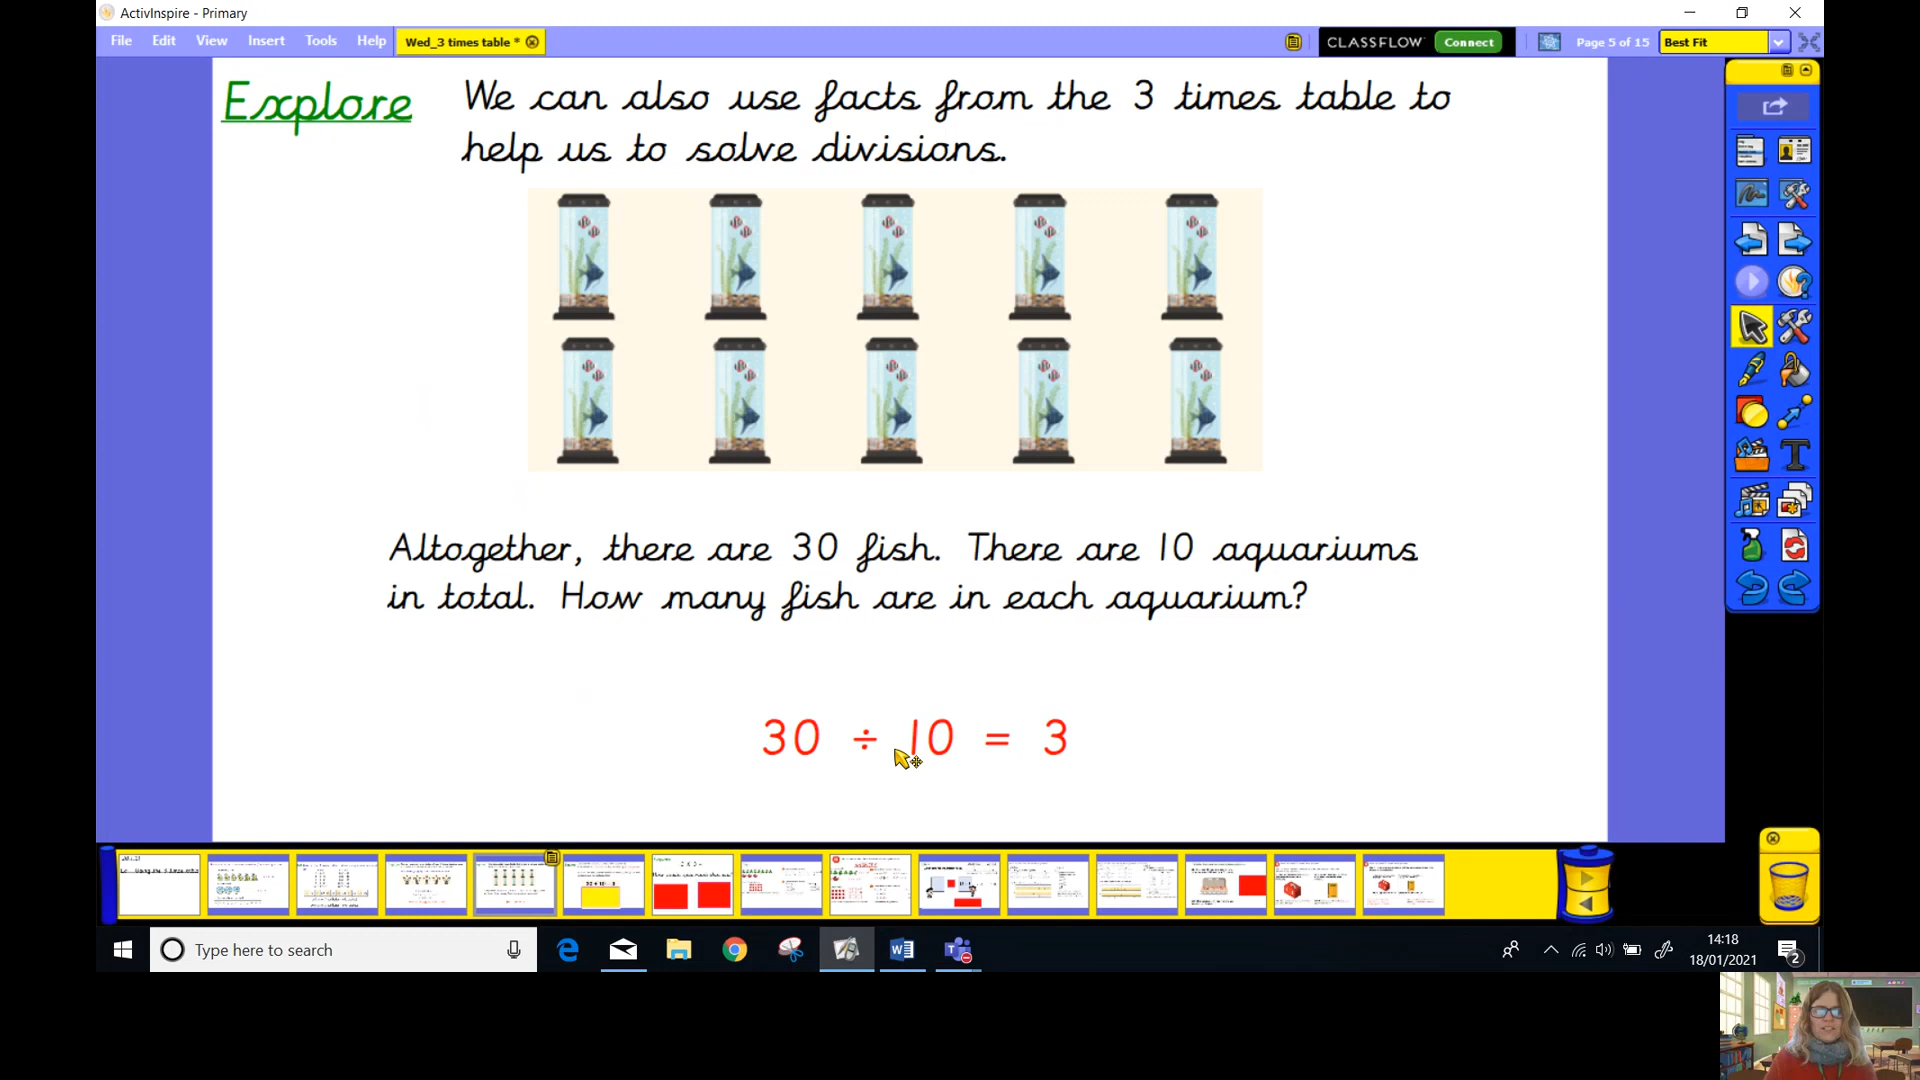 ActivInspire - Primary
File Edit View Insert Tools Help Wed_3 times table * CLASSFLOW Connect Page 5 of 15 Best Fit
Explore We can also use facts from the 3 times table to
help us to solve divisions.
Altogether, there are 30 fish. There are 10 aquariums
in total. How many fish are in each aquarium?
30 ÷ 10 = 3
Type here to search
14:18
18/01/2021
2